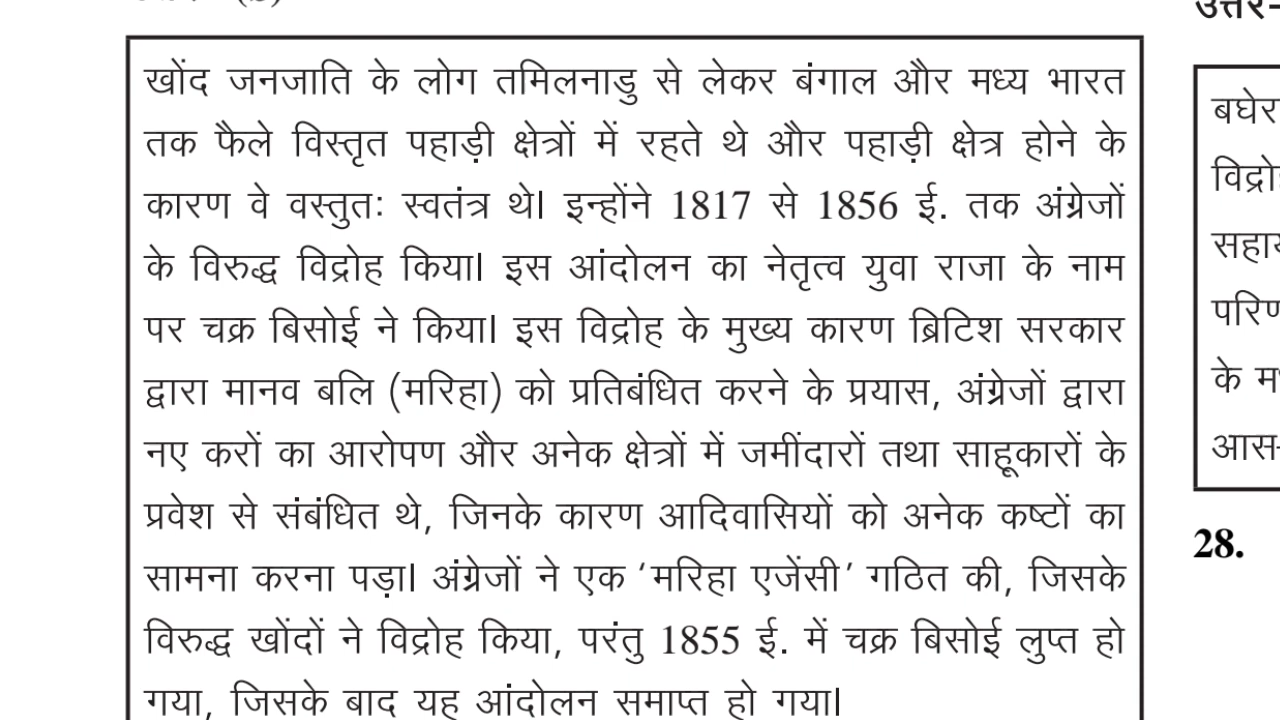 खोंद जनजाति के लोग तमिलनाडु से लेकर बंगाल और मध्य भारत
तक फैले विस्तृत पहाड़ी क्षेत्रों में रहते थे और पहाड़ी क्षेत्र होने के
कारण वे वस्तुतः स्वतंत्र थे। इन्होंने 1817 से 1856 ई. तक अंग्रेजों
के विरुद्ध विद्रोह किया। इस आंदोलन का नेतृत्व युवा राजा के नाम
पर चक्र बिसोई ने किया। इस विद्रोह के मुख्य कारण ब्रिटिश सरकार
द्वारा मानव बलि (मरिहा) को प्रतिबंधित करने के प्रयास, अंग्रेजों द्वारा
नए करों का आरोपण और अनेक क्षेत्रों में जमींदारों तथा साहूकारों के
प्रवेश से संबंधित थे, जिनके कारण आदिवासियों को अनेक कष्टों का
सामना करना पड़ा। अंग्रेजों ने एक ‘मरिहा एजेंसी’ गठित की, जिसके
विरुद्ध खोंदों ने विद्रोह किया, परंतु 1855 ई. में चक्र बिसोई लुप्त हो
गया, जिसके बाद यह आंदोलन समाप्त हो गया।
उत्तर-
बघेर
विद्रो
सहा
परिण
के म
आस-
28.